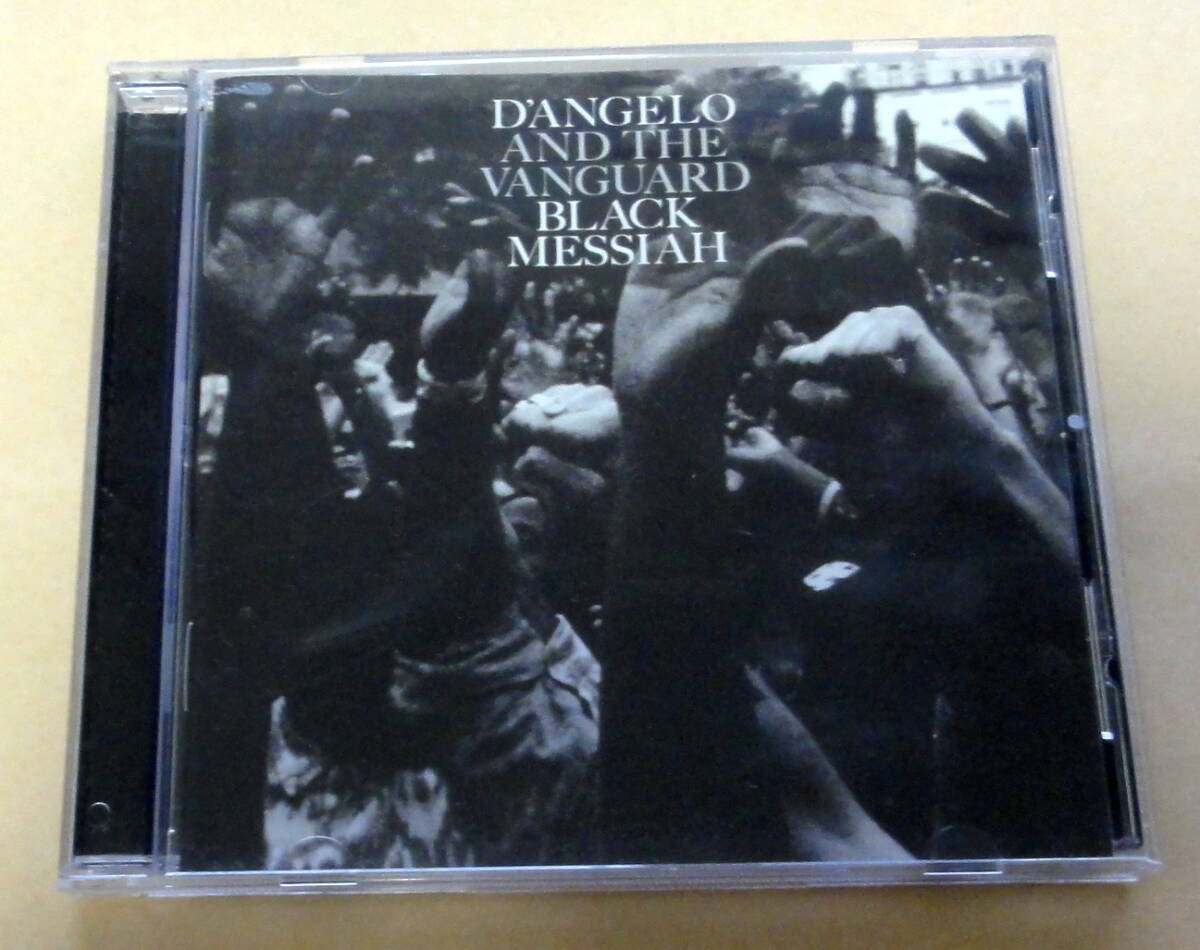 D'ANGELO
AND THE
VANGUARD
BLACK
MESSIAH